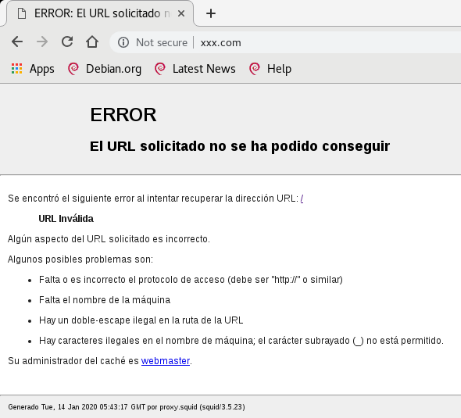 ERROR: El URL solicitado n
Not secure | xxx.com
Apps Debian.org Latest News Help
ERROR
El URL solicitado no se ha podido conseguir
Se encontró el siguiente error al intentar recuperar la dirección URL: /
URL Inválida
Algún aspecto del URL solicitado es incorrecto.
Algunos posibles problemas son:
• Falta o es incorrecto el protocolo de acceso (debe ser "http://" o similar)
• Falta el nombre de la máquina
• Hay un doble-escape ilegal en la ruta de la URL
• Hay caracteres ilegales en el nombre de máquina; el carácter subrayado (_) no está permitido.
Su administrador del caché es webmaster.
Generado Tue, 14 Jan 2020 05:43:17 GMT por proxy.squid (squid/3.5.23)